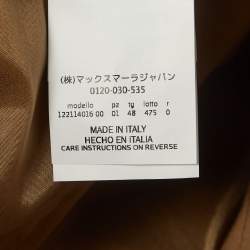 (株)マックスマーラジャパン
0120-030-535
modello pz tg lotto r
122114016 00 01 48 475 0
MADE IN ITALY
HECHO EN iTALIA
CARE INSTRUCTIONS ON REVERSE